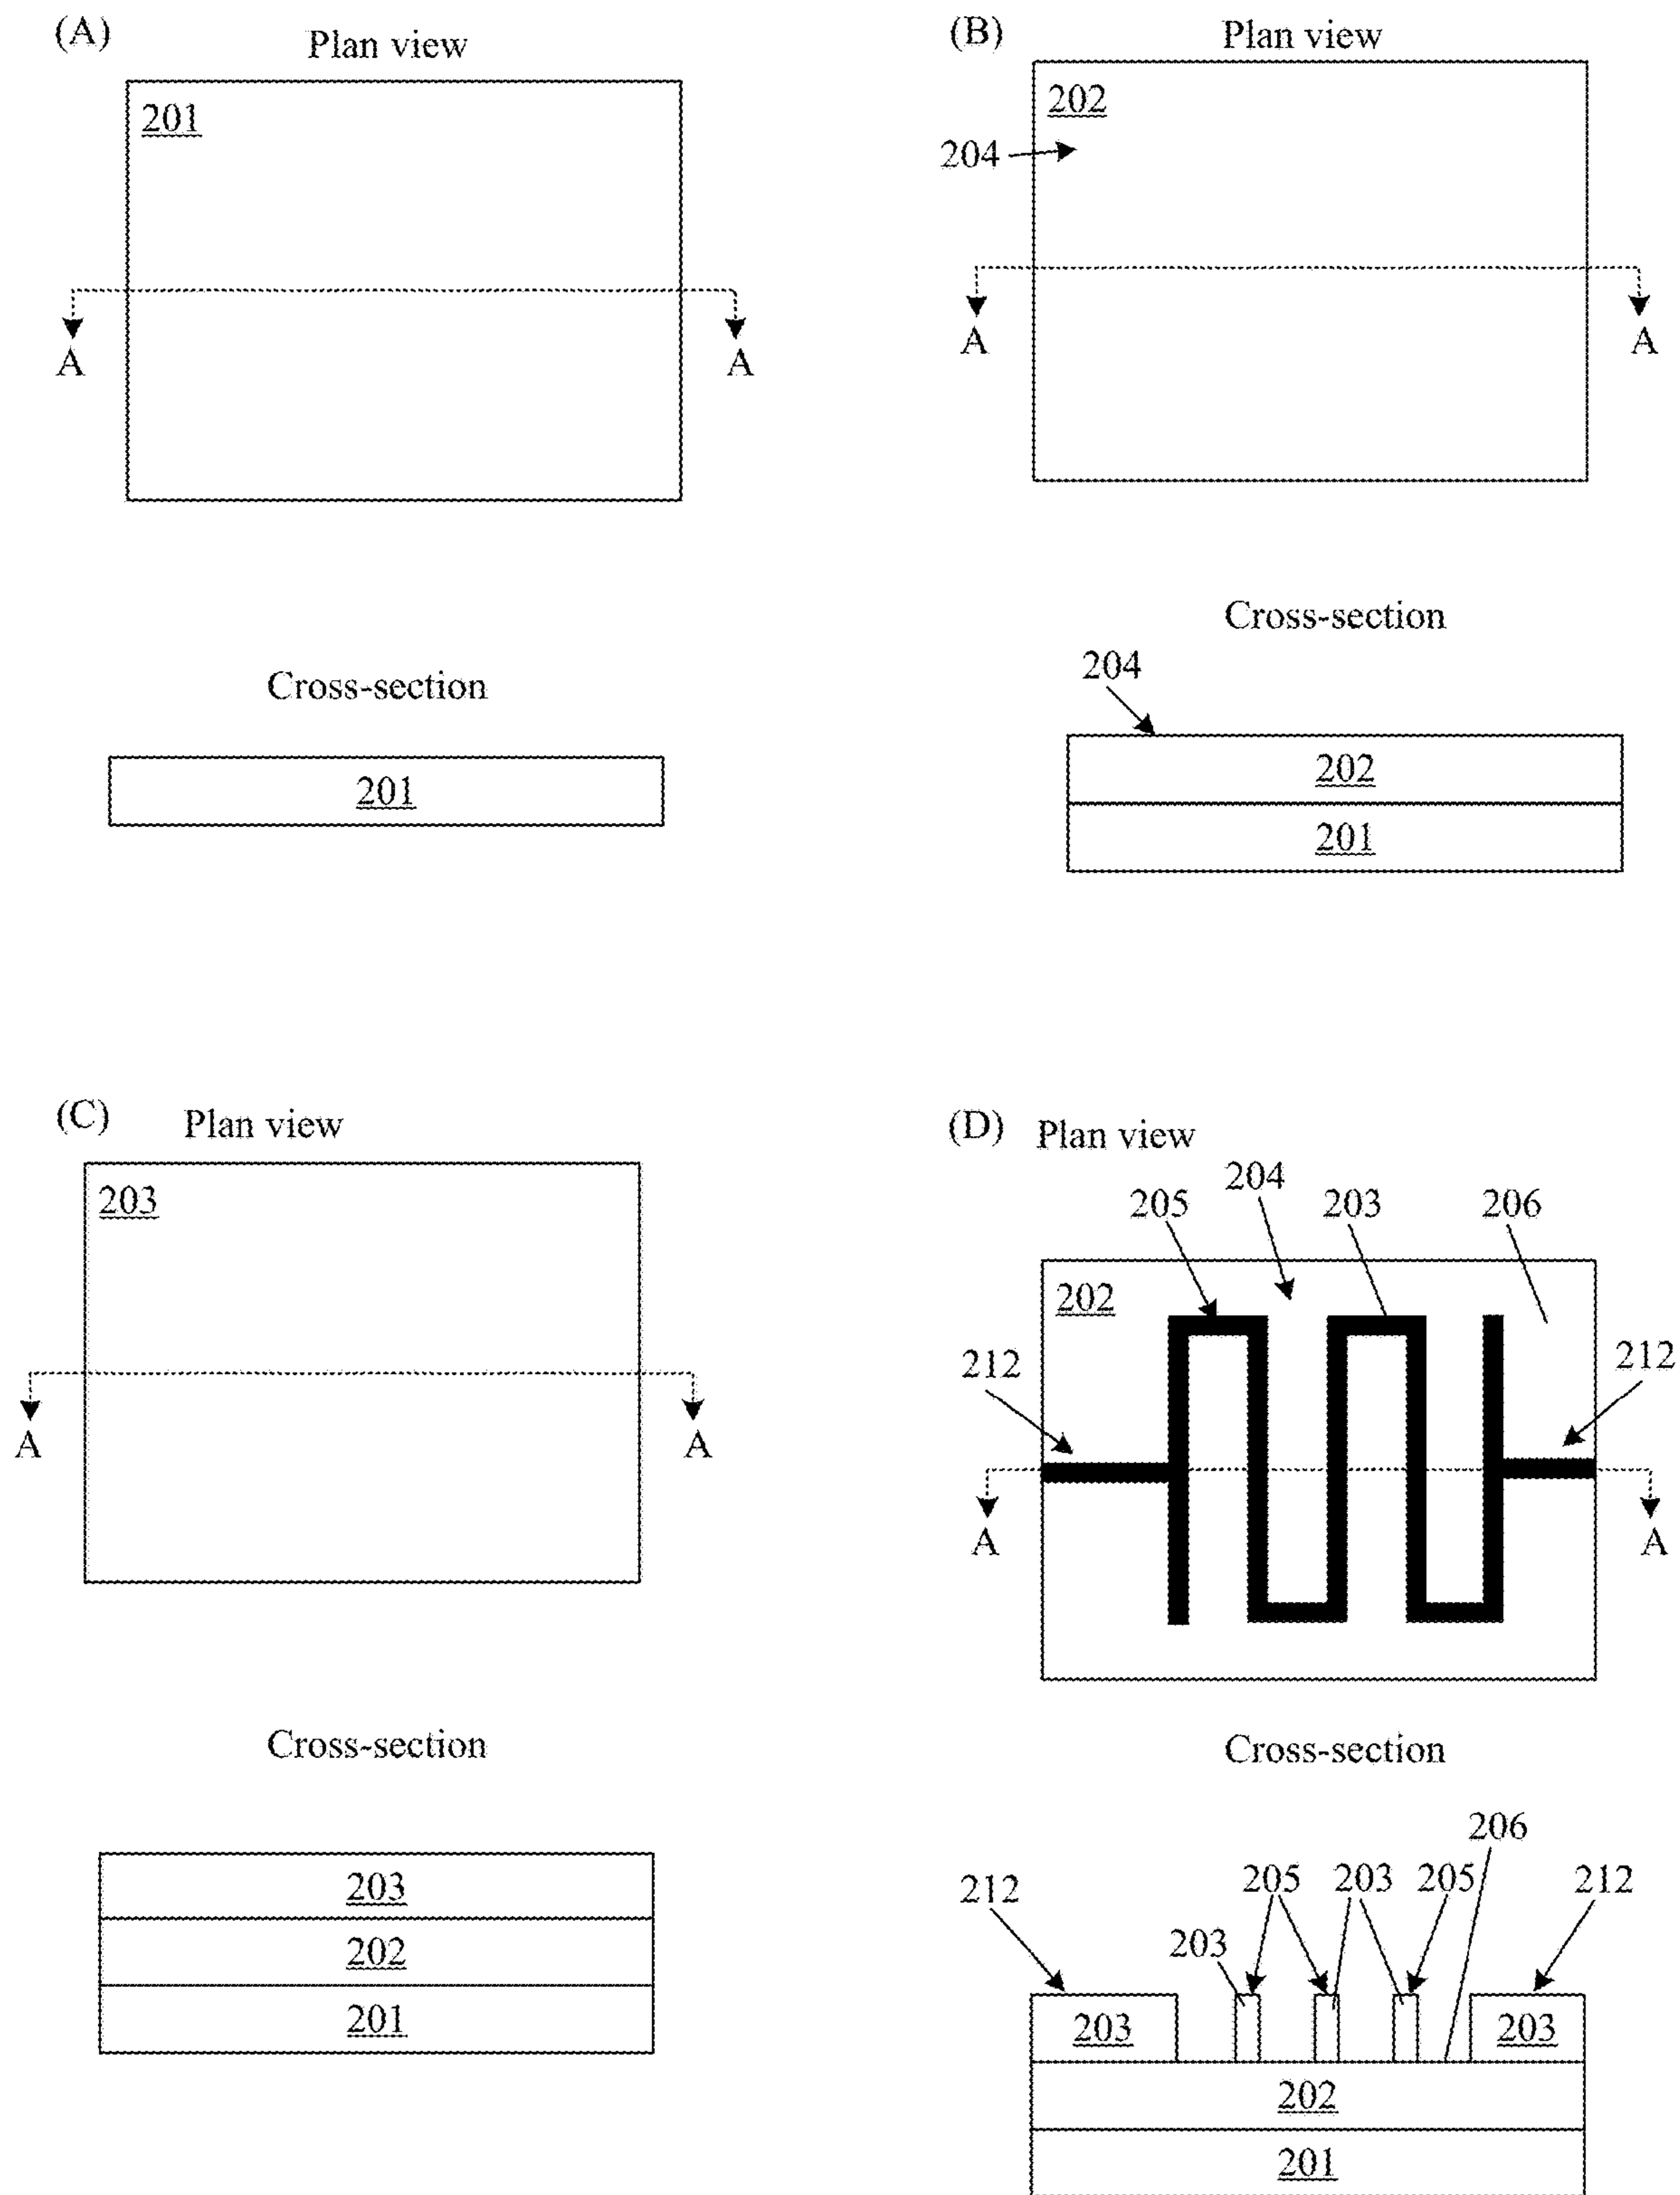 (A)
Plan view
201
A
A
Cross-section
201
(B)
Plan view
202
204
A
A
Cross-section
204
202
201
(C)
Plan view
203
A
A
Cross-section
203
202
201
(D)
Plan view
204
205
203
206
202
212
212
A
A
Cross-section
206
212
205
203
205
212
203
203
203
202
201